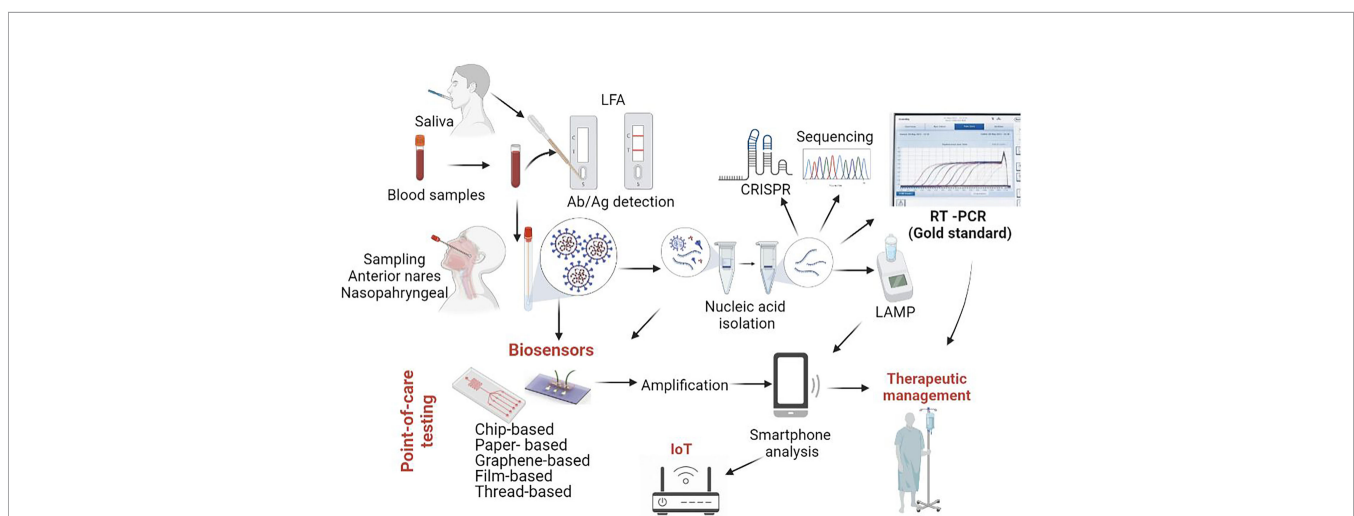 LFA
Saliva
C
T
S
C
T
S
Blood samples
Ab/Ag detection
Sequencing
CRISPR
RT -PCR
(Gold standard)
Sampling
Anterior nares
Nasopahryngeal
Nucleic acid
isolation
LAMP
Biosensors
Point-of-care
testing
Amplification
Therapeutic
management
Chip-based
Paper- based
Graphene-based
Film-based
Thread-based
Smartphone
analysis
IoT